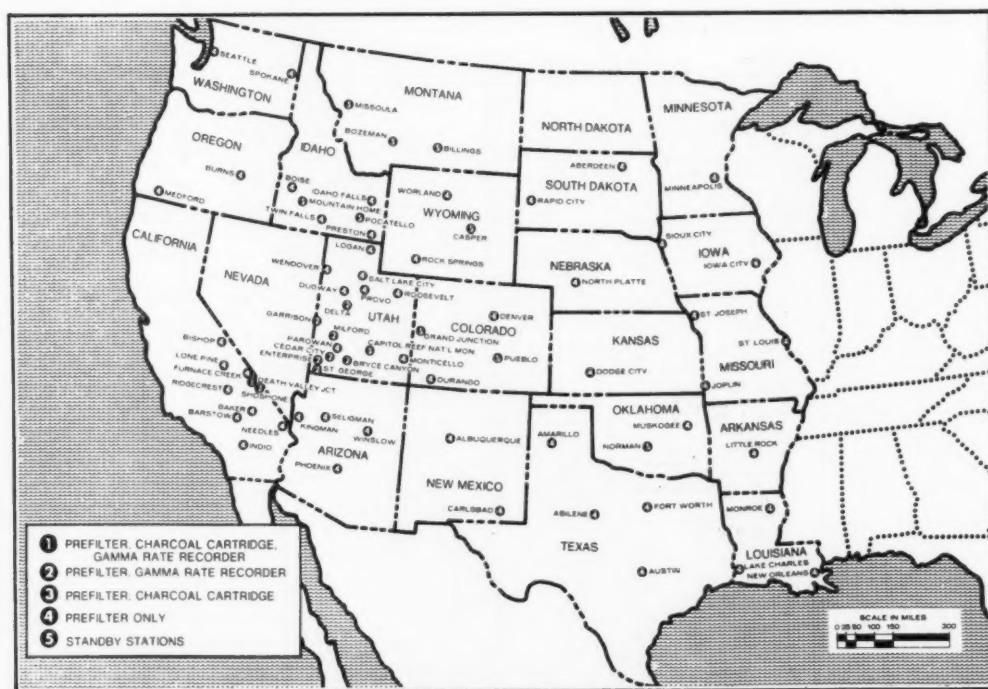 SEATTLE
SPOKANE
WASHINGTON
MONTANA
MISSOULA
BOZEMAN
BILLINGS
NORTH DAKOTA
MINNESOTA
MINNEAPOLIS
OREGON
BURNS
MEDFORD
IDAHO
BOISE
IDAHO FALLS
MOUNTAIN HOME
TWIN FALLS
POCATELLO
PRESTON
WORLAND
WYOMING
CASPER
ROCK SPRINGS
ABERDEEN
SOUTH DAKOTA
RAPID CITY
SIOUX CITY
IOWA
IOWA CITY
CALIFORNIA
NEVADA
LOGAN
WENDOVER
SALT LAKE CITY
DUGWAY
PROVO
ROOSEVELT
DELTA
UTAH
GARRISON
MILFORD
PAROWAN
CAPITOL REEF NAT'L MON.
CEDAR CITY
MONTICELLO
ENTERPRISE
BRYCE CANYON
ST GEORGE
NEBRASKA
NORTH PLATTE
DENVER
COLORADO
GRAND JUNCTION
PUEBLO
DURANGO
KANSAS
DODGE CITY
ST. JOSEPH
ST. LOUIS
MISSOURI
JOPLIN
BISHOP
LONE PINE
FURNACE CREEK
DEATH VALLEY JCT
RIDGECREST
SHOSHONE
BAKER
BARSTOW
NEEDLES
INDIO
SELIGMAN
KINGMAN
WINSLOW
ARIZONA
PHOENIX
ALBUQUERQUE
NEW MEXICO
CARLSBAD
AMARILLO
OKLAHOMA
MUSKOGEE
NORMAN
ARKANSAS
LITTLE ROCK
ABILENE
FORT WORTH
TEXAS
AUSTIN
MONROE
LOUISIANA
LAKE CHARLES
NEW ORLEANS
1 PREFILTER, CHARCOAL CARTRIDGE,
GAMMA RATE RECORDER
2 PREFILTER, GAMMA RATE RECORDER
3 PREFILTER, CHARCOAL CARTRIDGE
4 PREFILTER ONLY
5 STANDBY STATIONS
SCALE IN MILES
0 25 50 100 150 300